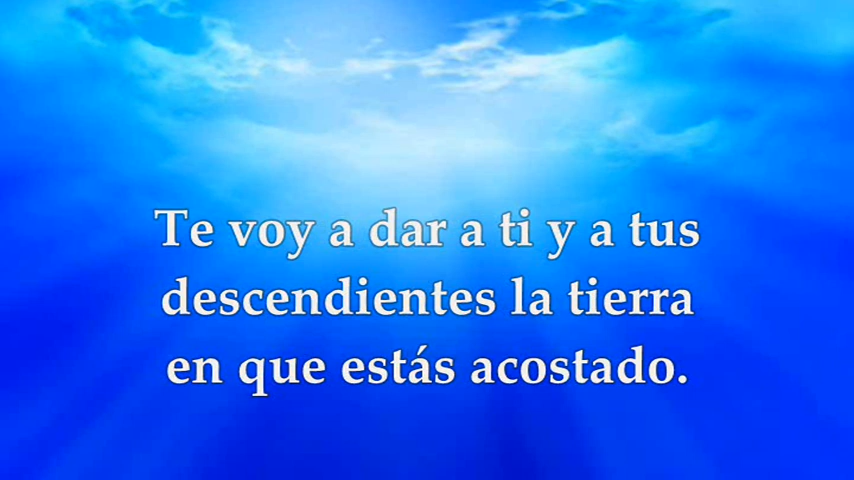 Te voy a dar a ti y a tus
descendientes la tierra
en que estás acostado.